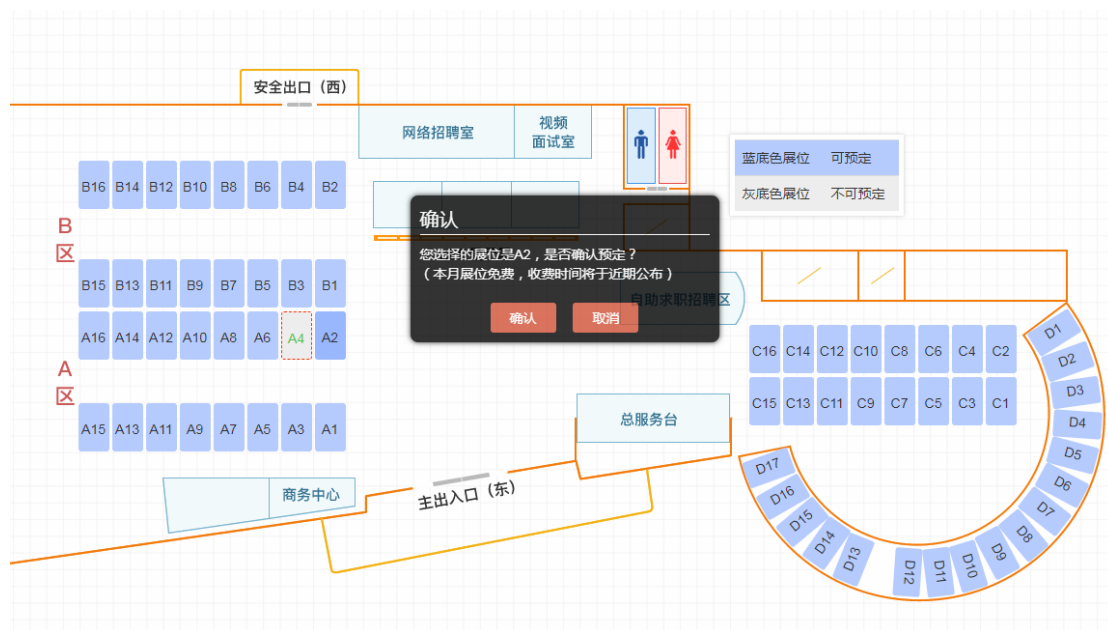 安全出口（西）
网络招聘室
视频
面试室
蓝底色展位 可预定
灰底色展位 不可预定
B16 B14 B12 B10 B8 B6 B4 B2
B
区
确认
您选择的展位是A2，是否确认预定？
（本月展位免费，收费时间将于近期公布）
确认 取消
自助求职招聘区
B15 B13 B11 B9 B7 B5 B3 B1
A16 A14 A12 A10 A8 A6 A4 A2
A
区
A15 A13 A11 A9 A7 A5 A3 A1
C16 C14 C12 C10 C8 C6 C4 C2
C15 C13 C11 C9 C7 C5 C3 C1
总服务台
商务中心
主出入口（东）
D1
D2
D3
D4
D5
D6
D7
D8
D9
D10
D11
D12
D13
D14
D15
D16
D17